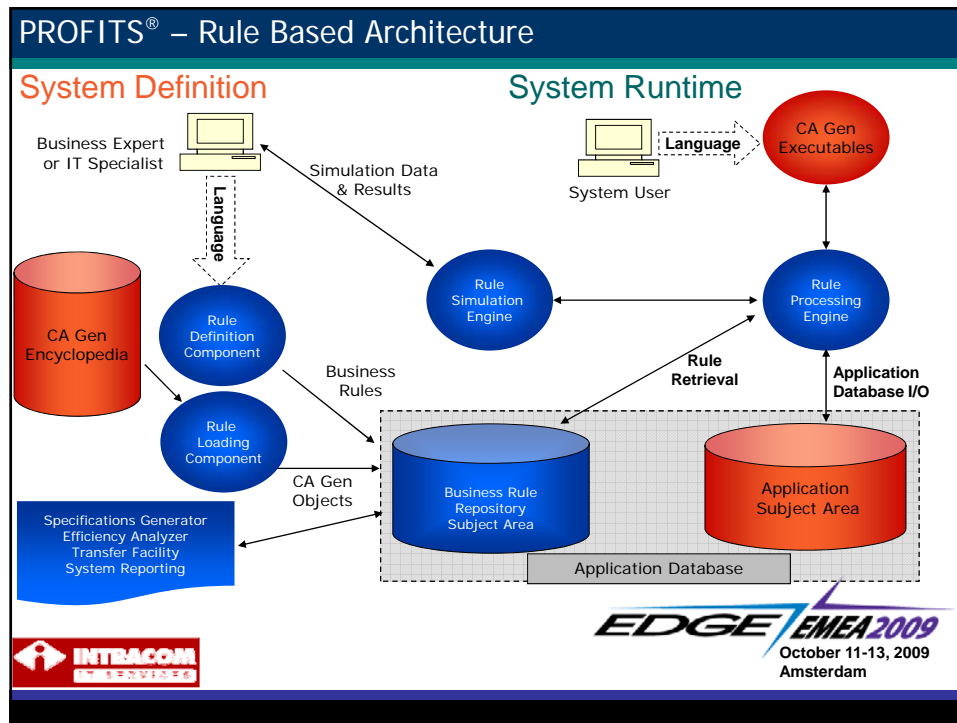 PROFITS® – Rule Based Architecture
System Definition
System Runtime
Business Expert
or IT Specialist
Language
Simulation Data
& Results
System User
Language
CA Gen
Executables
CA Gen
Encyclopedia
Rule
Definition
Component
Rule
Simulation
Engine
Rule
Processing
Engine
Business
Rules
Rule
Retrieval
Application
Database I/O
Rule
Loading
Component
CA Gen
Objects
Business Rule
Repository
Subject Area
Application
Subject Area
Specifications Generator
Efficiency Analyzer
Transfer Facility
System Reporting
Application Database
EDGE EMEA2009
October 11-13, 2009
Amsterdam
INTRACOM
IT SERVICES